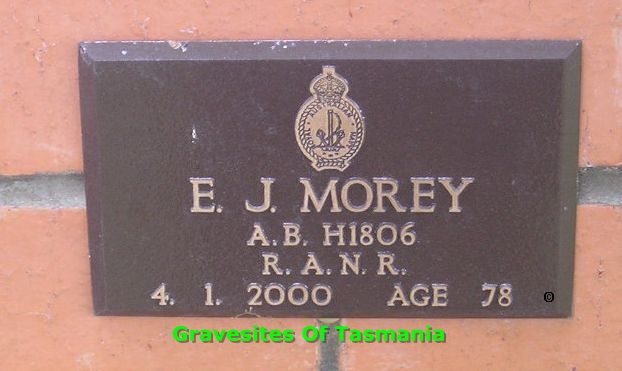 E. J. MOREY
A.B. H1806
R. A. N. R.
4. 1. 2000 AGE 78 ©
Gravesites Of Tasmania